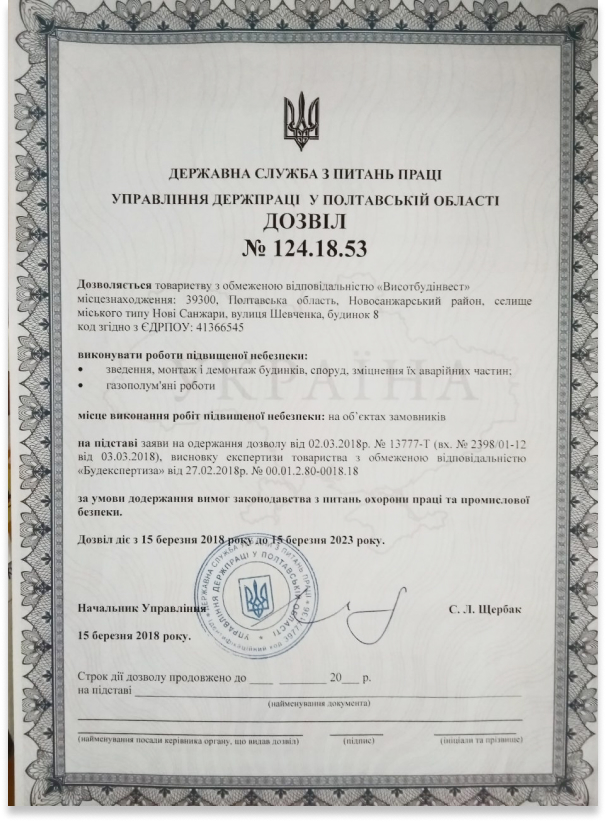 ДЕРЖАВНА СЛУЖБА З ПИТАНЬ ПРАЦІ
УПРАВЛІННЯ ДЕРЖПРАЦІ У ПОЛТАВСЬКІЙ ОБЛАСТІ
ДОЗВІЛ
№ 124.18.53
Дозволяється товариству з обмеженою відповідальністю «Висотбудінвест»
місцезнаходження: 39300, Полтавська область, Новосанжарський район, селище
міського типу Нові Санжари, вулиця Шевченка, будинок 8
код згідно з ЄДРПОУ: 41366545
УКРАЇНА
виконувати роботи підвищеної небезпеки:
• зведення, монтаж і демонтаж будинків, споруд, зміцнення їх аварійних частин;
• газополум'яні роботи
місце виконання робіт підвищеної небезпеки: на об’єктах замовників
на підставі заяви на одержання дозволу від 02.03.2018р. № 13777-Т (вх. № 2398/01-12
від 03.03.2018), висновку експертизи товариства з обмеженою відповідальністю
«Будекспертиза» від 27.02.2018р. № 00.01.2.80-0018.18
за умови додержання вимог законодавства з питань охорони праці та промислової
безпеки.
Дозвіл діє з 15 березня 2018 року до 15 березня 2023 року.
ДЕРЖАВНА СЛУЖБА УКРАЇНИ З ПИТАНЬ ПРАЦІ
УПРАВЛІННЯ ДЕРЖПРАЦІ У ПОЛТАВСЬКІЙ ОБЛАСТІ
Начальник Управління С. Л. Щербак
15 березня 2018 року.
Строк дії дозволу продовжено до ____ ________ 20___ р.
на підставі
(найменування документа)
(найменування посади керівника органу, що видав дозвіл) (підпис) (ініціали та прізвище)